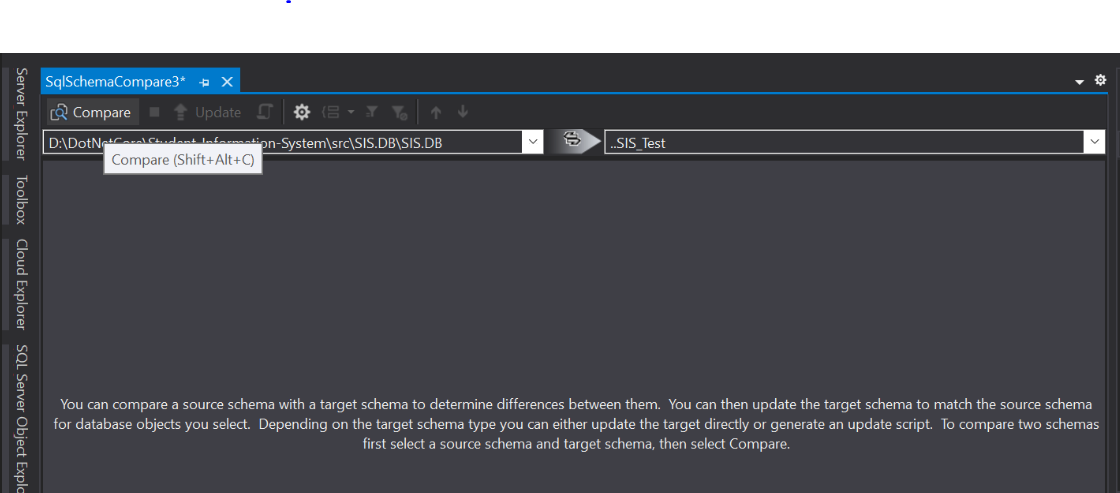 SqlSchemaCompare3*
Compare
Update
D:\DotNetCore\Student-Information-System\src\SIS.DB\SIS.DB
..SIS_Test
Compare (Shift+Alt+C)
Server Explorer
Toolbox
Cloud Explorer
SQL Server Object Explo
You can compare a source schema with a target schema to determine differences between them. You can then update the target schema to match the source schema
for database objects you select. Depending on the target schema type you can either update the target directly or generate an update script. To compare two schemas
first select a source schema and target schema, then select Compare.